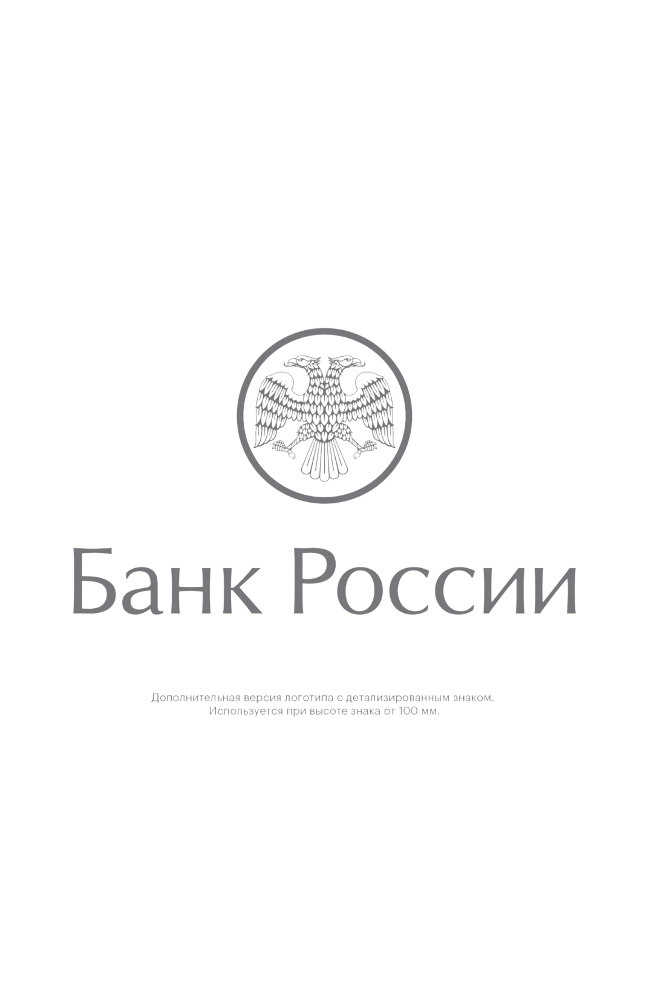 Банк России
Дополнительная версия логотипа с детализированным знаком.
Используется при высоте знака от 100 мм.